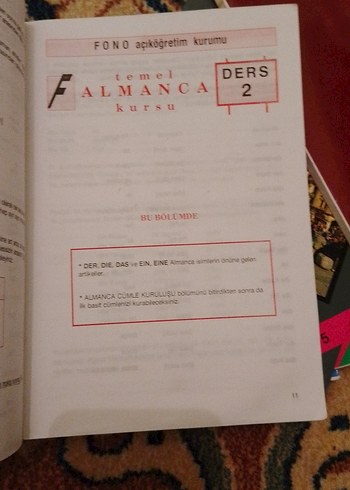 FONO açıköğretim kurumu
temel
ALMANCA
kursu
DERS
2
BU BÖLÜMDE
* DER, DIE, DAS ve EIN, EINE Almanca isimlerin önüne gelen
artikeller.
* ALMANCA CÜMLE KURULUŞU bölümünü bitirdikten sonra da
ilk basit cümlenizi kurabileceksiniz.
5